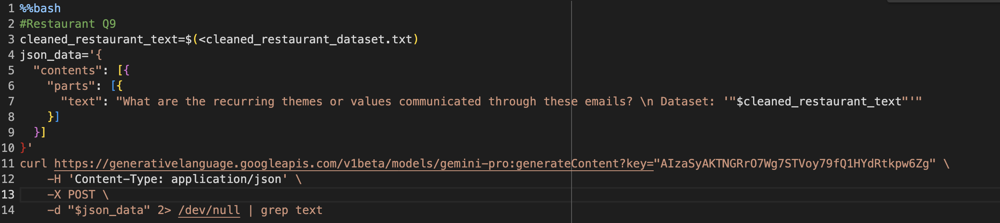 1 %%bash
2 #Restaurant Q9
3 cleaned_restaurant_text=$(<cleaned_restaurant_dataset.txt)
4 json_data='{
5   "contents": [{
6     "parts": [{
7       "text": "What are the recurring themes or values communicated through these emails? \n Dataset: '"$cleaned_restaurant_text"'"
8     }]
9   }]
10 }'
11 curl https://generativelanguage.googleapis.com/v1beta/models/gemini-pro:generateContent?key="AIzaSyAKTNGRrO7Wg7STVoy79fQ1HYdRtkpw6Zg" \
12     -H 'Content-Type: application/json' \
13     -X POST \
14     -d "$json_data" 2> /dev/null | grep text